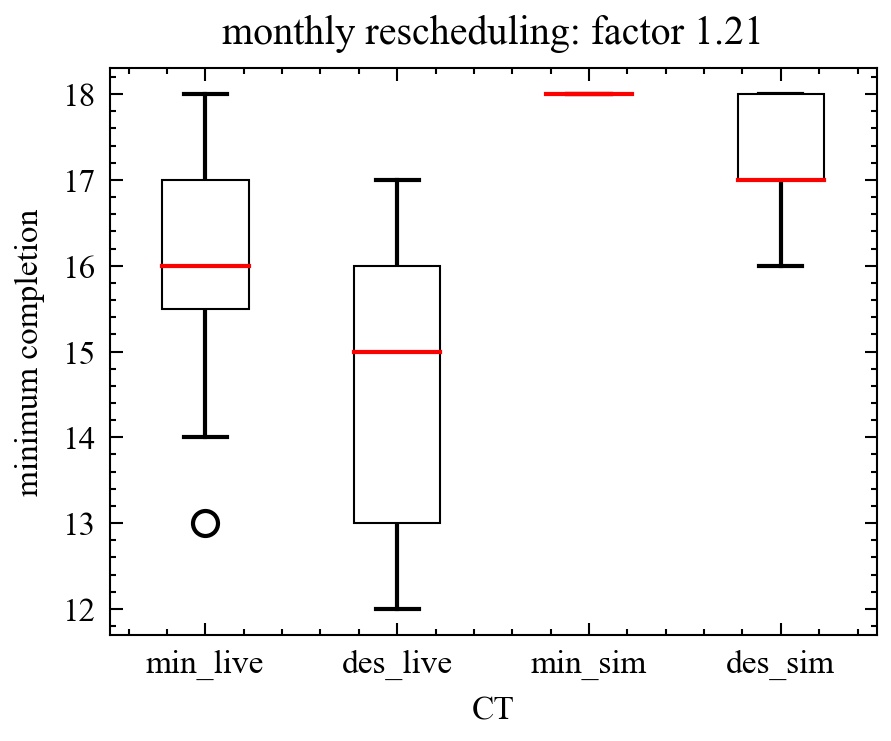 monthly rescheduling: factor 1.21
18
17
16
15
14
13
12
minimum completion
min_live
des_live
min_sim
des_sim
CT